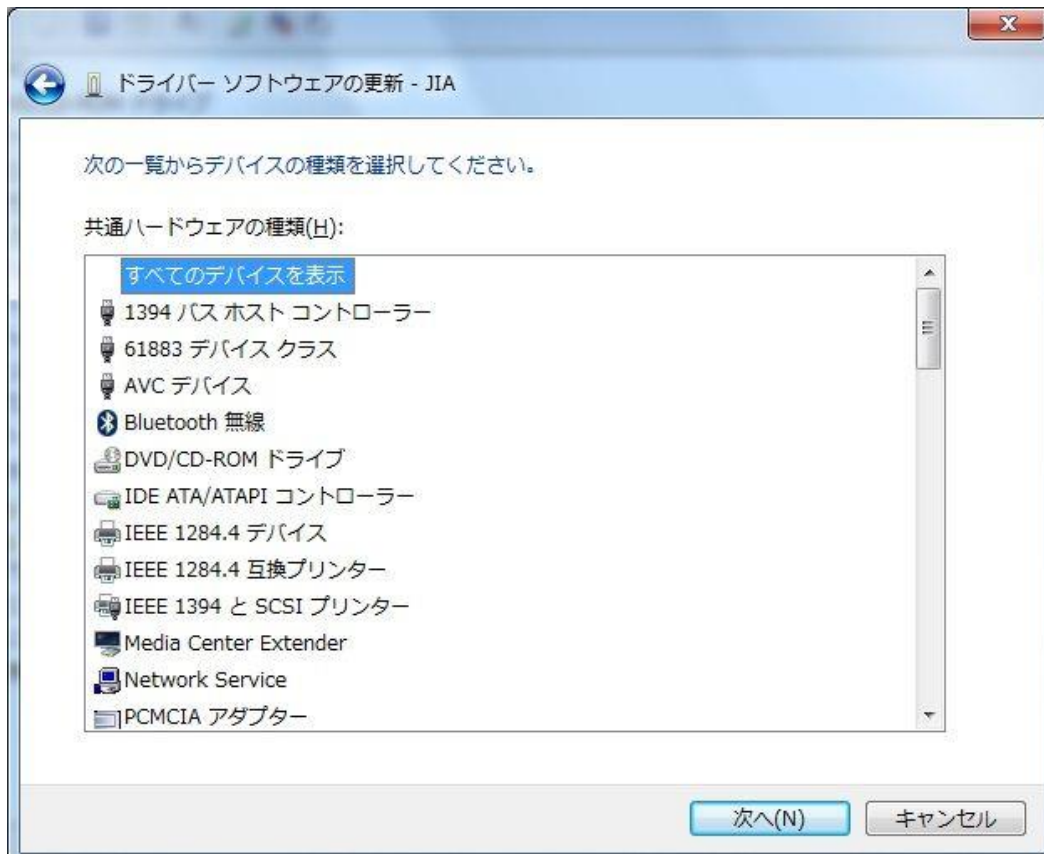 ドライバー ソフトウェアの更新 - JIA
次の一覧からデバイスの種類を選択してください。
共通ハードウェアの種類(H):
すべてのデバイスを表示
1394 バス ホスト コントローラー
61883 デバイス クラス
AVC デバイス
Bluetooth 無線
DVD/CD-ROM ドライブ
IDE ATA/ATAPI コントローラー
IEEE 1284.4 デバイス
IEEE 1284.4 互換プリンター
IEEE 1394 と SCSI プリンター
Media Center Extender
Network Service
PCMCIA アダプター
次へ(N)
キャンセル